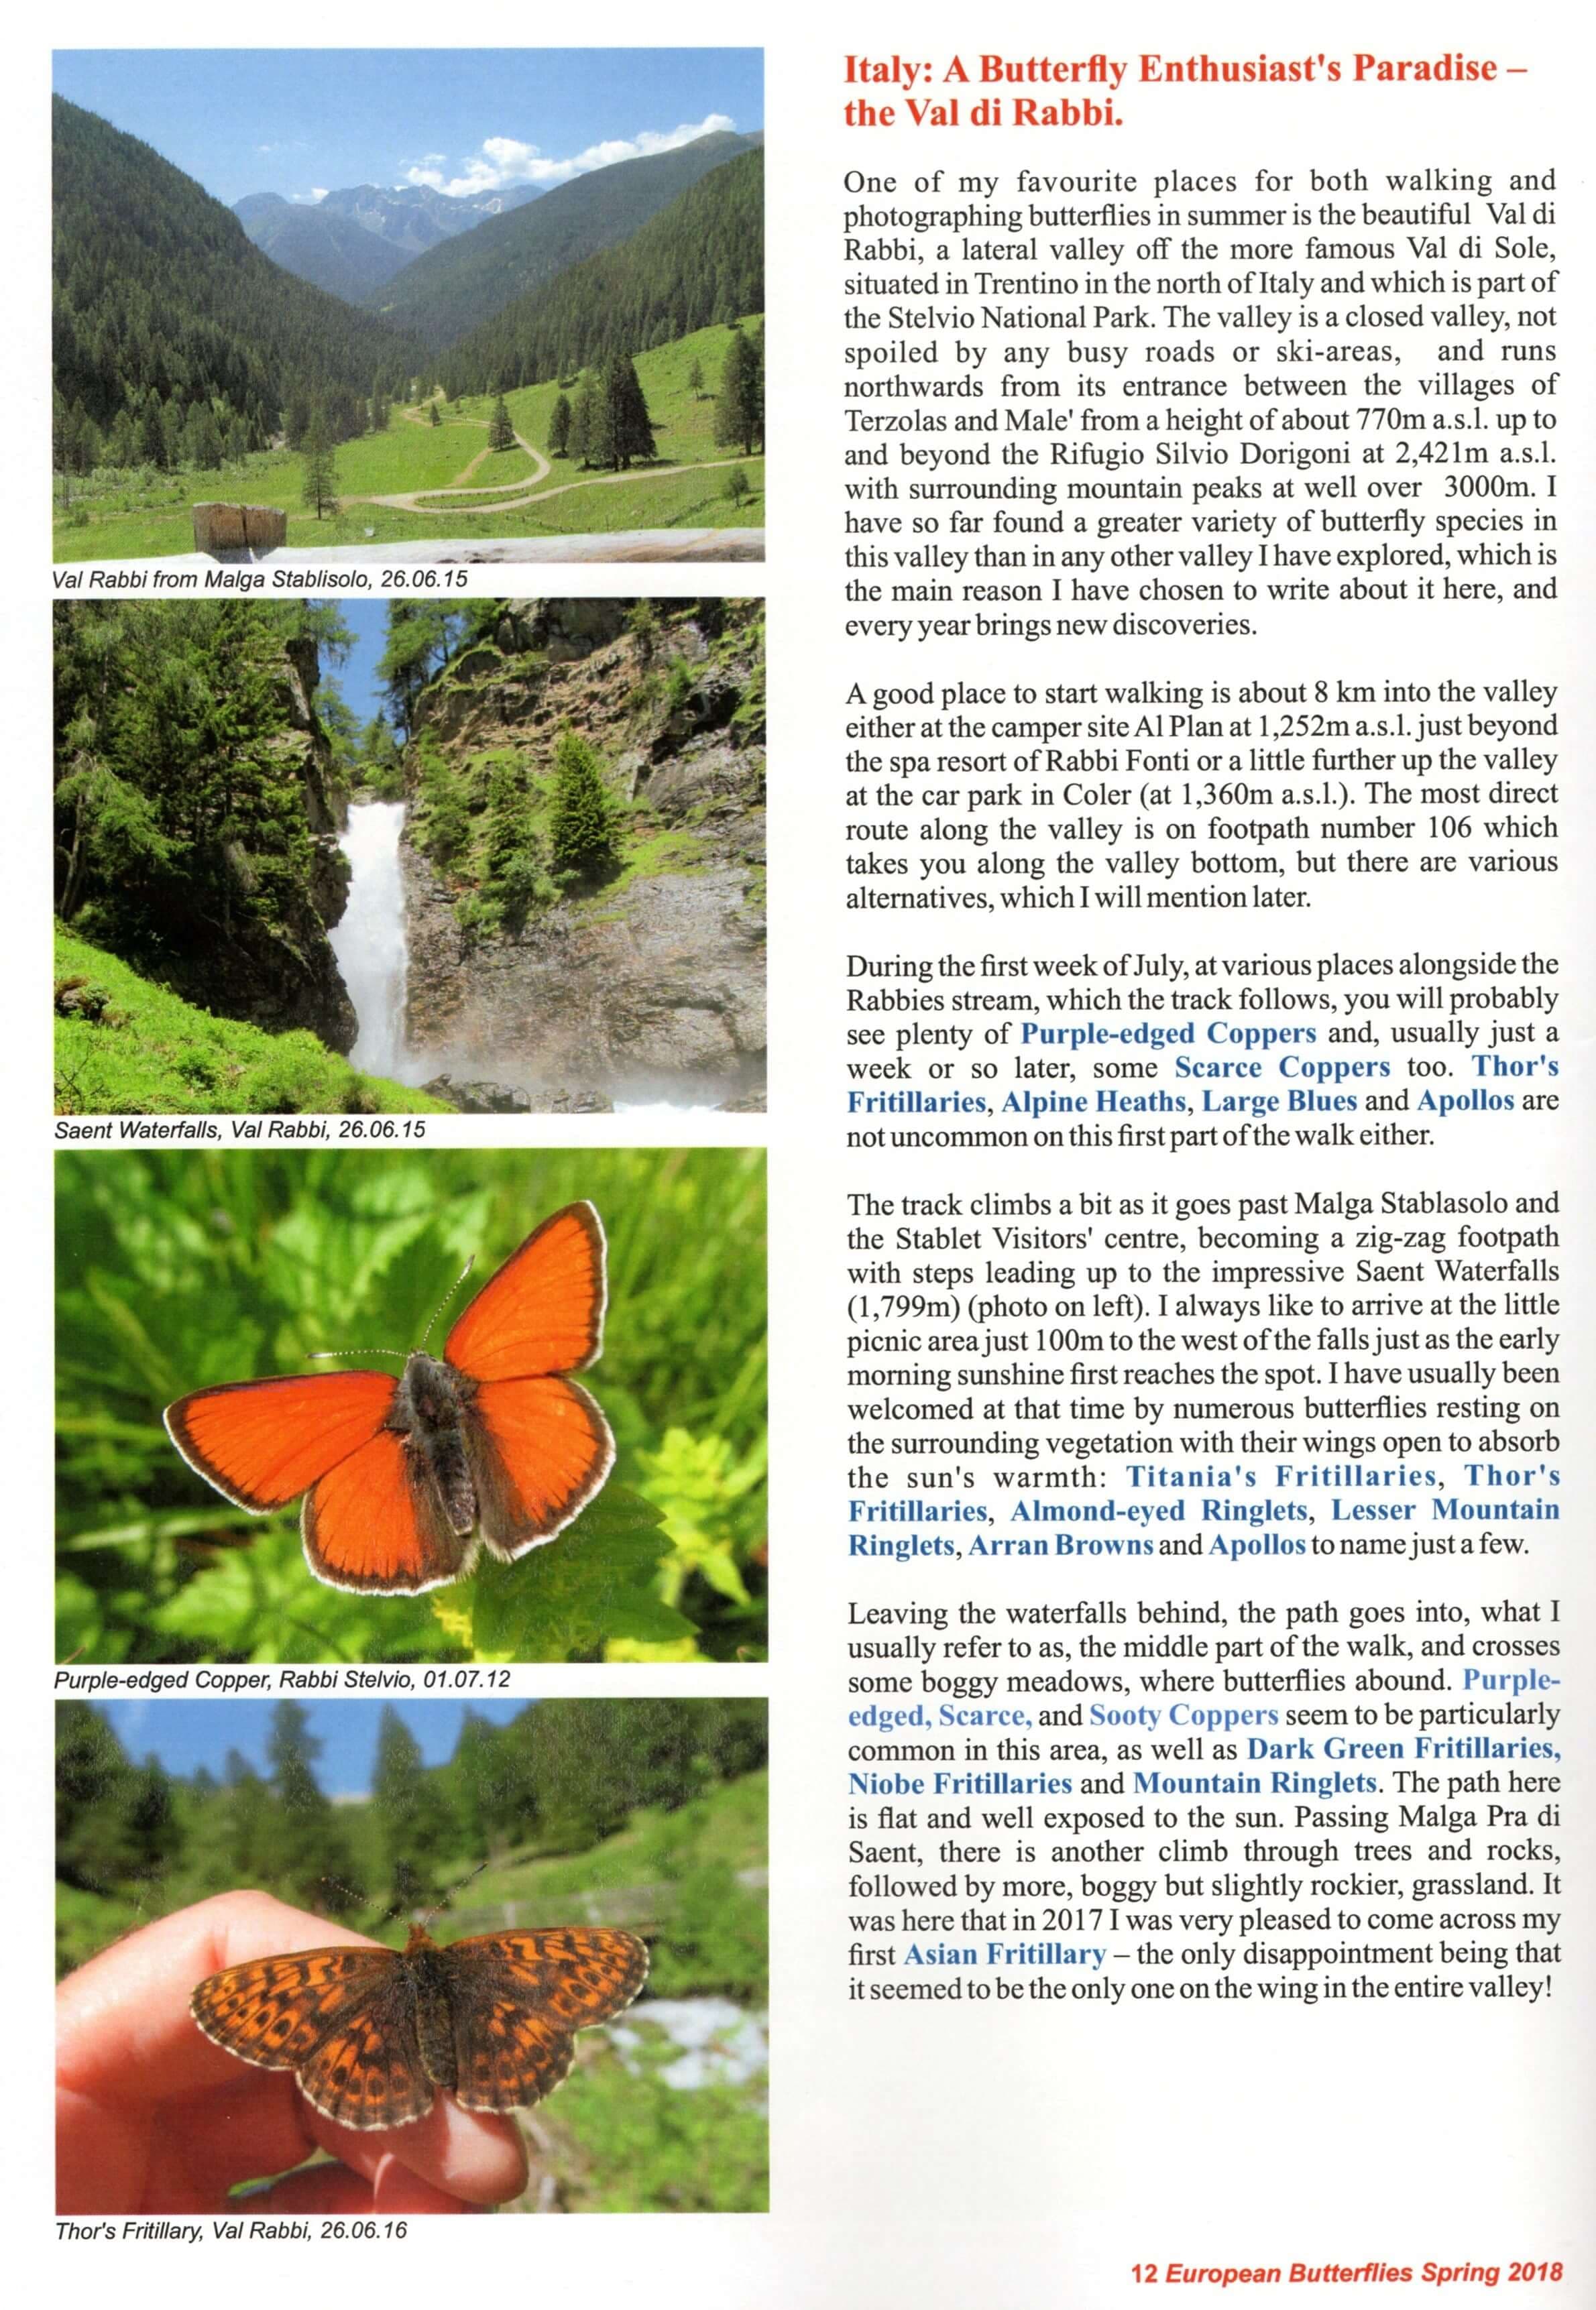 Val Rabbi from Malga Stablisolo, 26.06.15
Saent Waterfalls, Val Rabbi, 26.06.15
Purple-edged Copper, Rabbi Stelvio, 01.07.12
Thor's Fritillary, Val Rabbi, 26.06.16
Italy: A Butterfly Enthusiast's Paradise –
the Val di Rabbi.
One of my favourite places for both walking and
photographing butterflies in summer is the beautiful Val di
Rabbi, a lateral valley off the more famous Val di Sole,
situated in Trentino in the north of Italy and which is part of
the Stelvio National Park. The valley is a closed valley, not
spoiled by any busy roads or ski-areas, and runs
northwards from its entrance between the villages of
Terzolas and Male' from a height of about 770m a.s.l. up to
and beyond the Rifugio Silvio Dorigoni at 2,421m a.s.l.
with surrounding mountain peaks at well over 3000m. I
have so far found a greater variety of butterfly species in
this valley than in any other valley I have explored, which is
the main reason I have chosen to write about it here, and
every year brings new discoveries.
A good place to start walking is about 8 km into the valley
either at the camper site Al Plan at 1,252m a.s.l. just beyond
the spa resort of Rabbi Fonti or a little further up the valley
at the car park in Coler (at 1,360m a.s.l.). The most direct
route along the valley is on footpath number 106 which
takes you along the valley bottom, but there are various
alternatives, which I will mention later.
During the first week of July, at various places alongside the
Rabbies stream, which the track follows, you will probably
see plenty of Purple-edged Coppers and, usually just a
week or so later, some Scarce Coppers too. Thor's
Fritillaries, Alpine Heaths, Large Blues and Apollos are
not uncommon on this first part of the walk either.
The track climbs a bit as it goes past Malga Stablasolo and
the Stablet Visitors' centre, becoming a zig-zag footpath
with steps leading up to the impressive Saent Waterfalls
(1,799m) (photo on left). I always like to arrive at the little
picnic area just 100m to the west of the falls just as the early
morning sunshine first reaches the spot. I have usually been
welcomed at that time by numerous butterflies resting on
the surrounding vegetation with their wings open to absorb
the sun's warmth: Titania's Fritillaries, Thor's
Fritillaries, Almond-eyed Ringlets, Lesser Mountain
Ringlets, Arran Browns and Apollos to name just a few.
Leaving the waterfalls behind, the path goes into, what I
usually refer to as, the middle part of the walk, and crosses
some boggy meadows, where butterflies abound. Purple-
edged, Scarce, and Sooty Coppers seem to be particularly
common in this area, as well as Dark Green Fritillaries,
Niobe Fritillaries and Mountain Ringlets. The path here
is flat and well exposed to the sun. Passing Malga Pra di
Saent, there is another climb through trees and rocks,
followed by more, boggy but slightly rockier, grassland. It
was here that in 2017 I was very pleased to come across my
first Asian Fritillary – the only disappointment being that
it seemed to be the only one on the wing in the entire valley!
12 European Butterflies Spring 2018